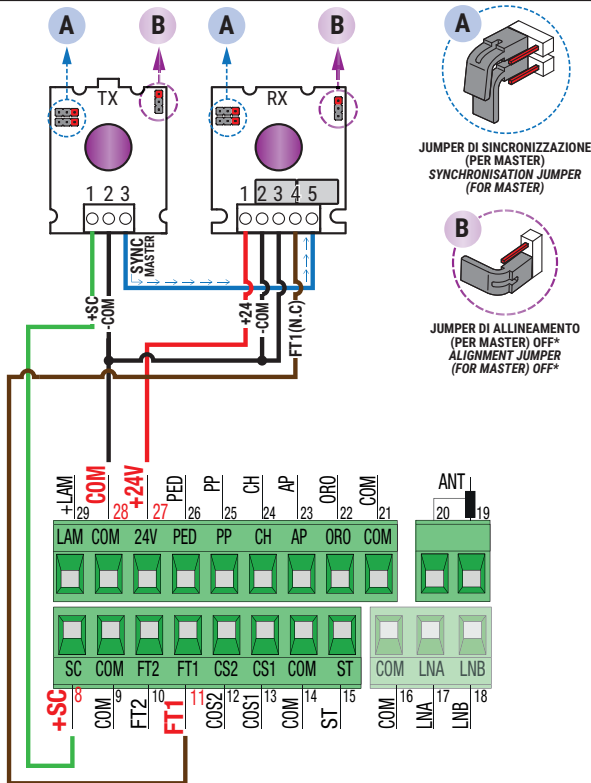 A
B
A
B
TX
RX
1 2 3
1 2 3 4 5
SYNC
MASTER
+SC
-COM
+24
-COM
FT1(N.C)
A
JUMPER DI SINCRONIZZAZIONE
(PER MASTER)
SYNCHRONISATION JUMPER
(FOR MASTER)
B
JUMPER DI ALLINEAMENTO
(PER MASTER) OFF*
ALIGNMENT JUMPER
(FOR MASTER) OFF*
+LAM COM +24V PED PP CH AP ORO COM ANT
29 28 27 26 25 24 23 22 21 20 19
LAM COM 24V PED PP CH AP ORO COM
SC COM FT2 FT1 CS2 CS1 COM ST COM LNA LNB
8 9 10 11 12 13 14 15 16 17 18
+SC COM FT2 FT1 COS2 COS1 COM ST COM LNA LNB